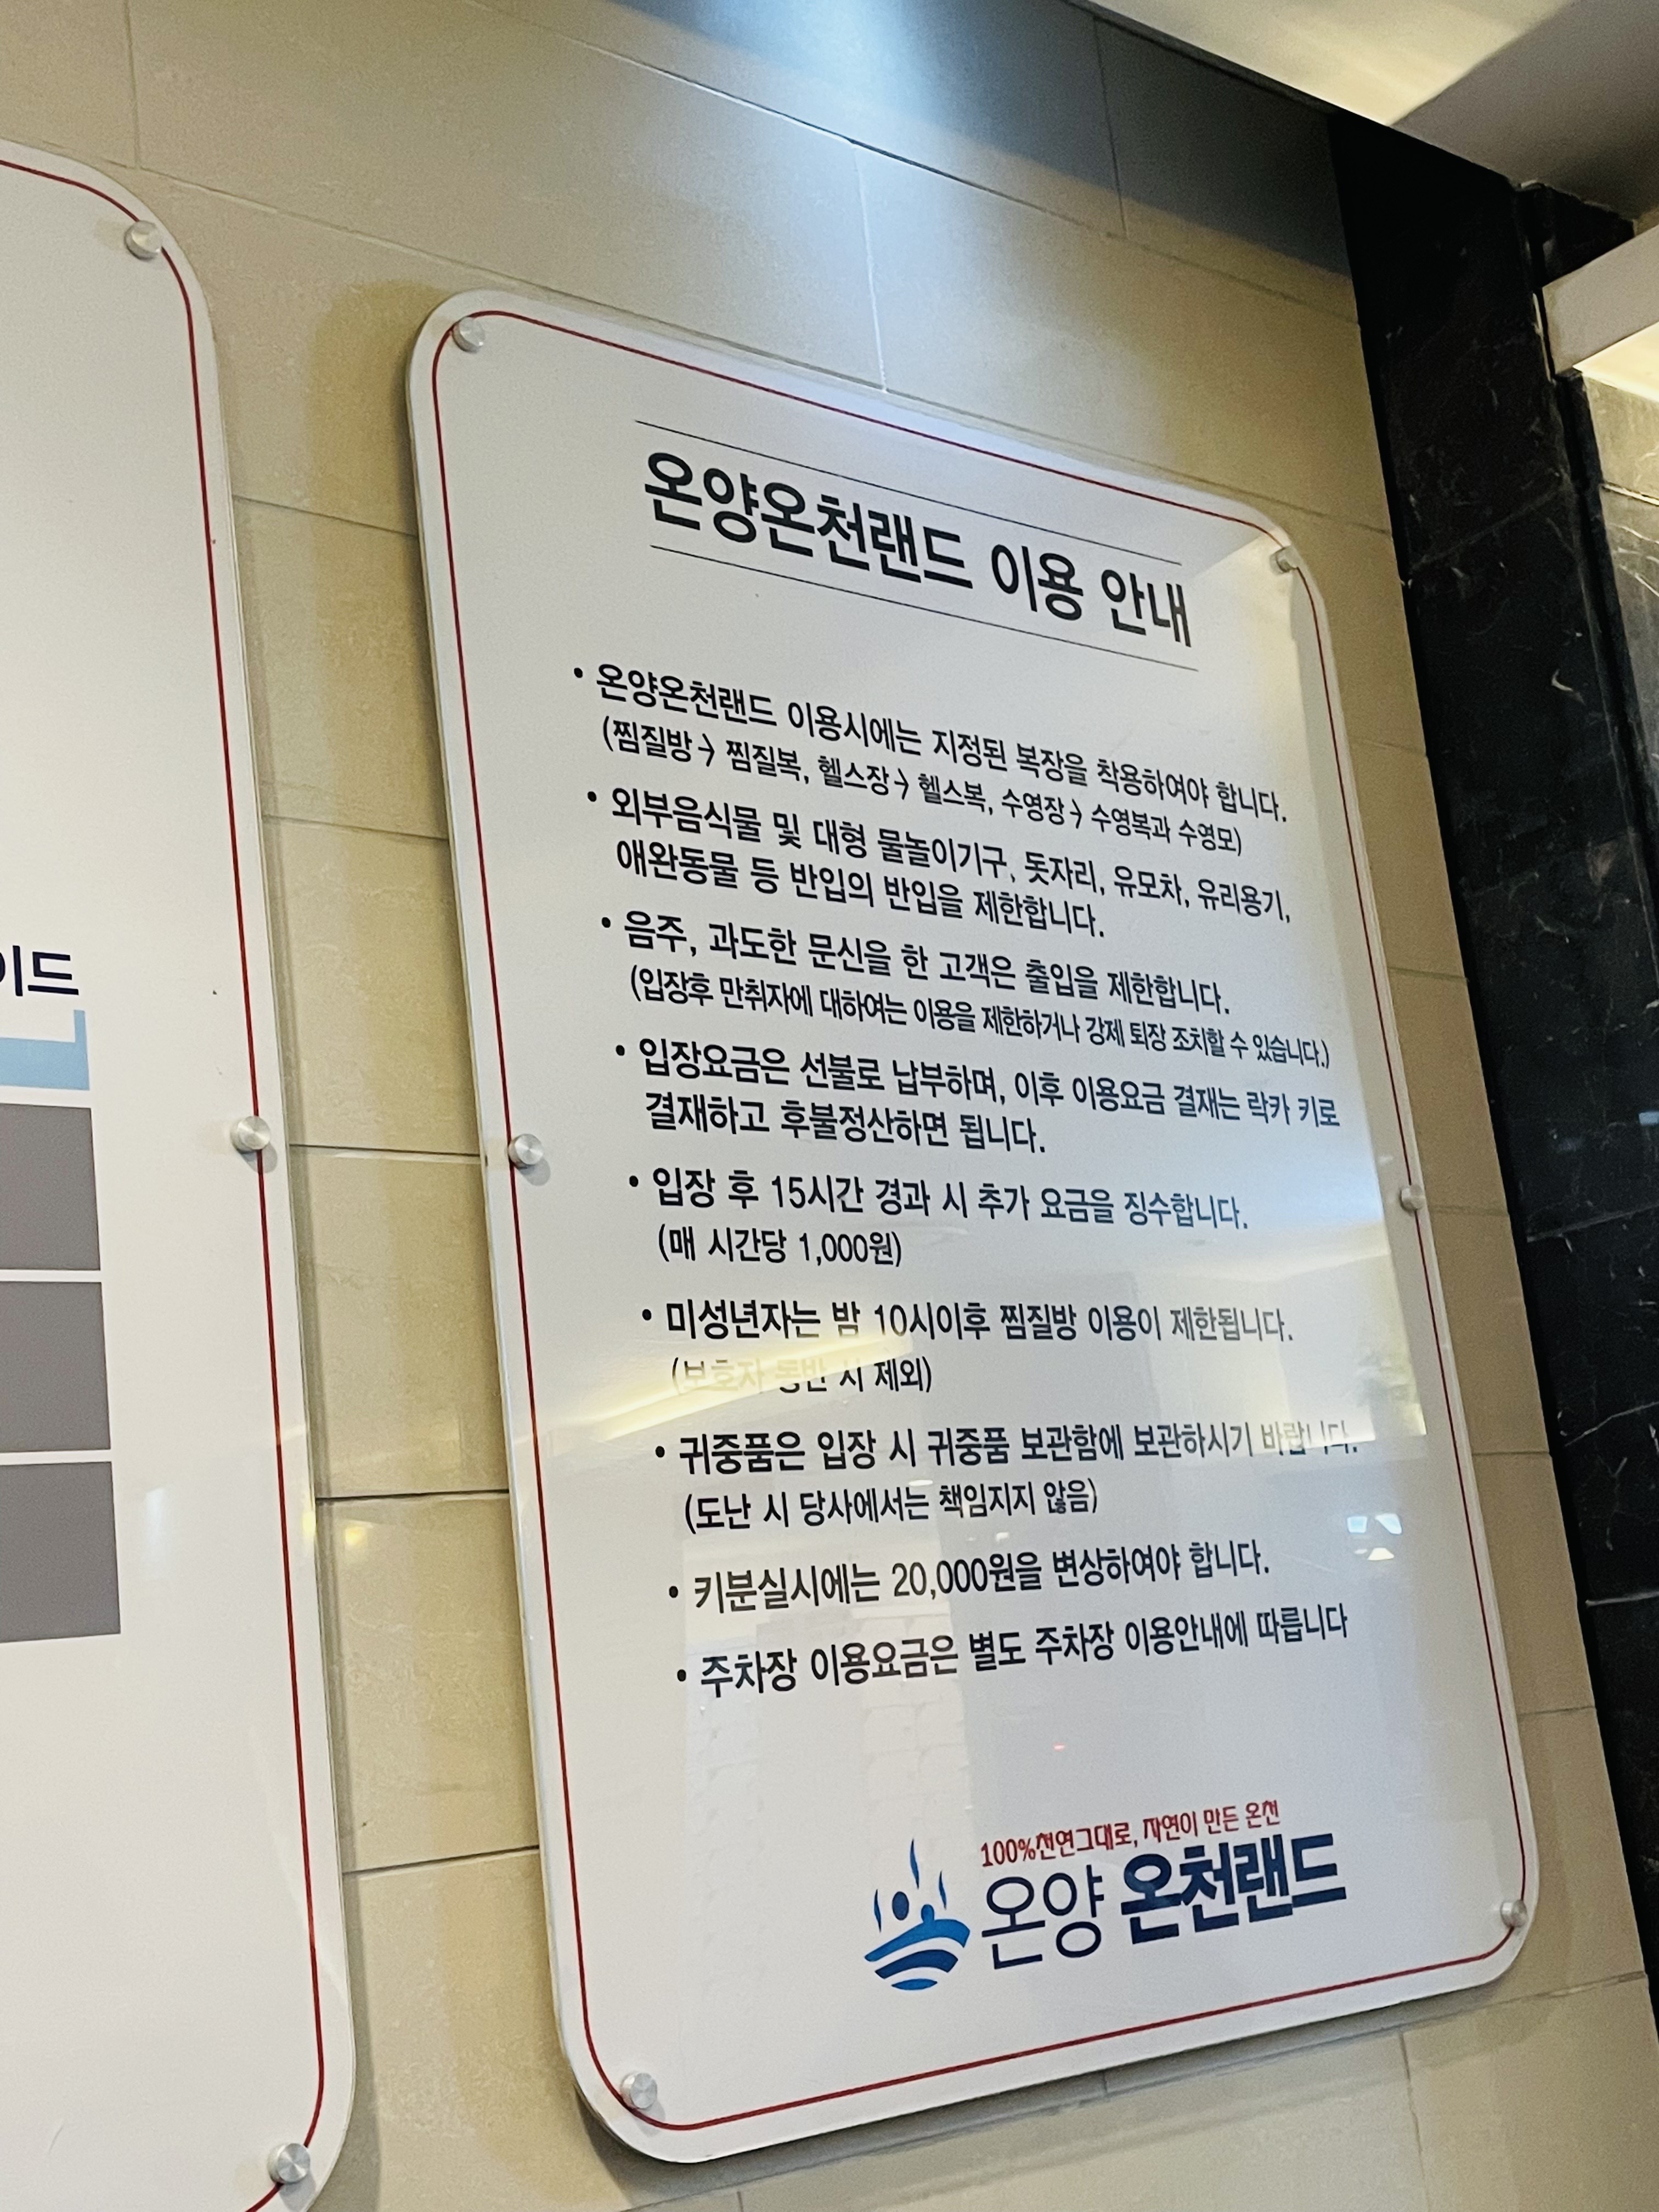 이드
온양온천랜드 이용 안내
• 온양온천랜드 이용시에는 지정된 복장을 착용하여야 합니다.
(찜질방→ 찜질복, 헬스장→ 헬스복, 수영장→ 수영복과 수영모)
• 외부음식물 및 대형 물놀이기구, 돗자리, 유모차, 유리용기,
애완동물 등 반입의 반입을 제한합니다.
• 음주, 과도한 문신을 한 고객은 출입을 제한합니다.
(입장후 만취자에 대하여는 이용을 제한하거나 강제 퇴장 조치할 수 있습니다.)
• 입장요금은 선불로 납부하며, 이후 이용요금 결재는 락카 키로
결재하고 후불정산하면 됩니다.
• 입장 후 15시간 경과 시 추가 요금을 징수합니다.
(매 시간당 1,000원)
• 미성년자는 밤 10시이후 찜질방 이용이 제한됩니다.
(보호자 동반 시 제외)
• 귀중품은 입장 시 귀중품 보관함에 보관하시기 바랍니다.
(도난 시 당사에서는 책임지지 않음)
• 키분실시에는 20,000원을 변상하여야 합니다.
• 주차장 이용요금은 별도 주차장 이용안내에 따릅니다
100%천연그대로, 자연이 만든 온천
온양 온천랜드